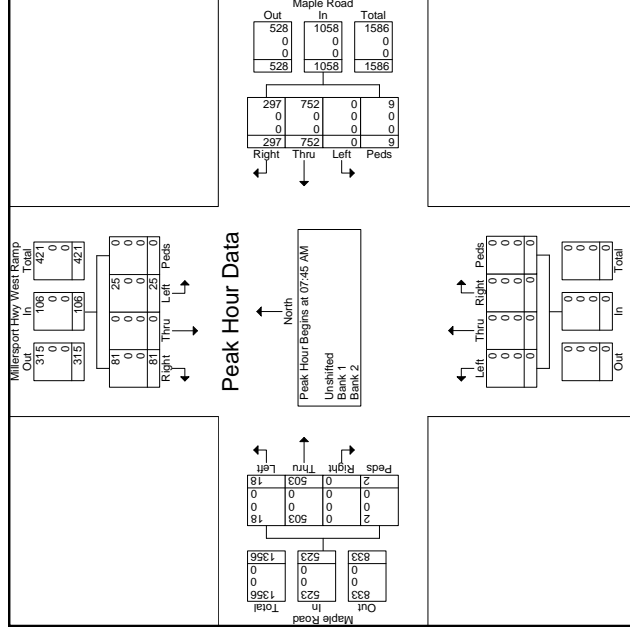 Maple Road
Out In Total
528 1058 1586
0 0 0
0 0 0
528 1058 1586
297 752 0 9
0 0 0 0
0 0 0 0
297 752 0 9
Right Thru Left Peds
Millersport Hwy West Ramp
Out In Total
315 106 421
0 0 0
0 0 0
315 106 421
81 0 25 0
0 0 0 0
0 0 0 0
81 0 25 0
Right Thru Left Peds
Peak Hour Data
North
Peak Hour Begins at 07:45 AM
Unshifted
Bank 1
Bank 2
Left Thru Right Peds
0 0 0 0
0 0 0 0
0 0 0 0
0 0 0 0
Out In Total
0 0 0
0 0 0
0 0 0
0 0 0
Left Thru Right Peds
18 503 0 2
0 0 0 0
0 0 0 0
18 503 0 2
Total In Out
1356 523 833
0 0 0
0 0 0
1356 523 833
Maple Road